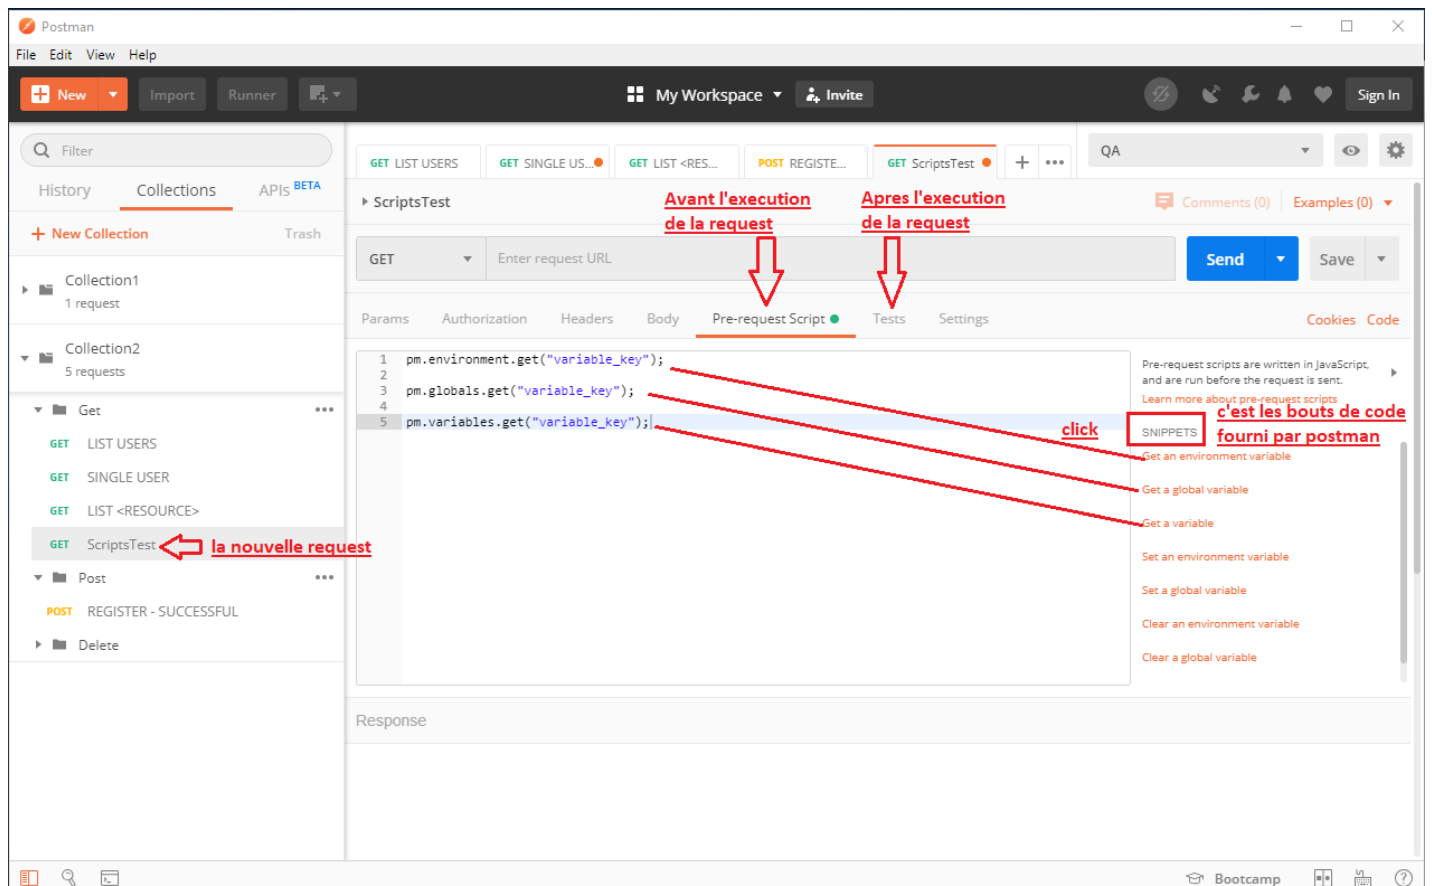 Postman
File Edit View Help
New Import Runner My Workspace Invite Sign In
Filter
History Collections APIs BETA
+ New Collection Trash
Collection1
1 request
Collection2
5 requests
Get
GET LIST USERS
GET SINGLE USER
GET LIST <RESOURCE>
GET ScriptsTest la nouvelle request
Post
POST REGISTER - SUCCESSFUL
Delete
GET LIST USERS GET SINGLE US... GET LIST <RES... POST REGISTE... GET ScriptsTest + ••• QA
ScriptsTest
Avant l'execution
de la request
Apres l'execution
de la request
Comments (0) Examples (0)
GET Enter request URL Send Save
Params Authorization Headers Body Pre-request Script Tests Settings Cookies Code
1 pm.environment.get("variable_key");
2
3 pm.globals.get("variable_key");
4
5 pm.variables.get("variable_key");
Pre-request scripts are written in JavaScript,
and are run before the request is sent.
Learn more about pre-request scripts
click
SNIPPETS
c'est les bouts de code
fourni par postman
Get an environment variable
Get a global variable
Get a variable
Set an environment variable
Set a global variable
Clear an environment variable
Clear a global variable
Response
Bootcamp